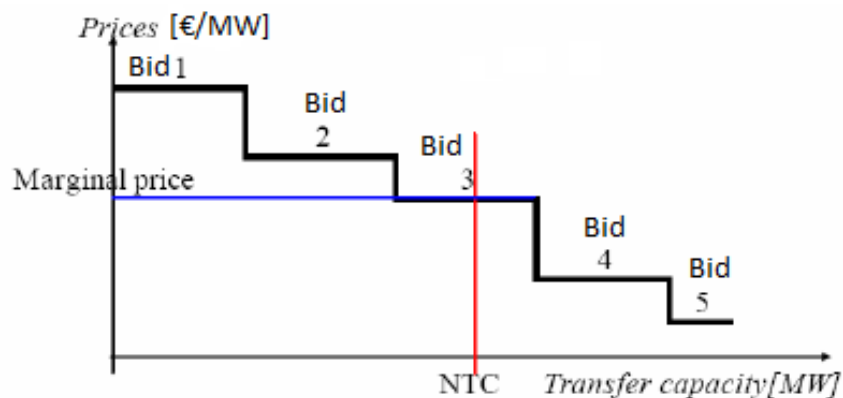 Prices [€/MW]
Bid 1
Bid
2
Bid
3
Marginal price
Bid
4
Bid
5
NTC
Transfer capacity[MW]